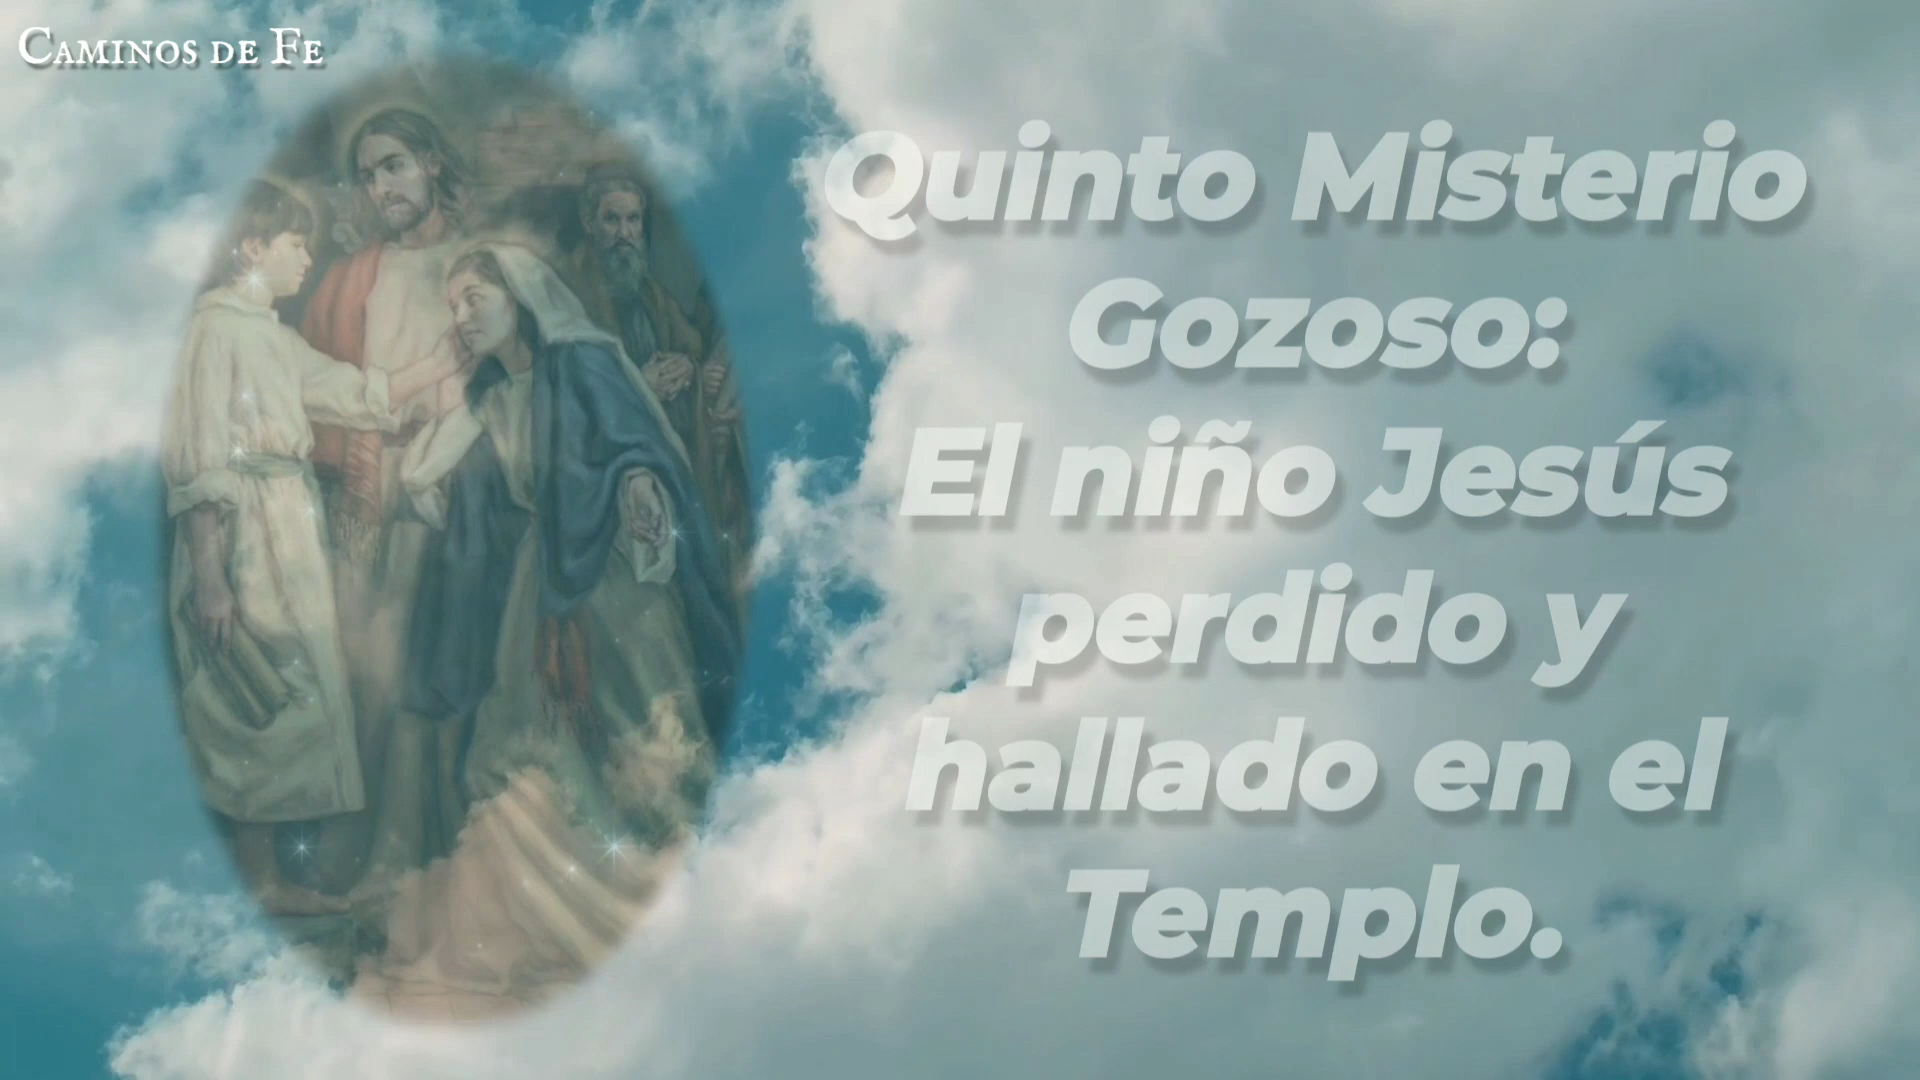 Caminos de Fe
Quinto Misterio
Gozoso:
El niño Jesús
perdido y
hallado en el
Templo.